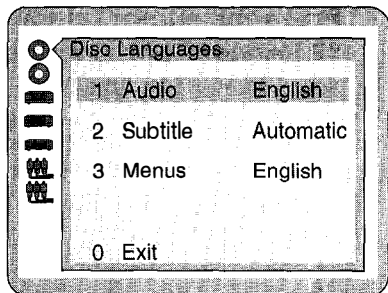 Disc Languages
1 Audio English
2 Subtitle Automatic
3 Menus English
0 Exit